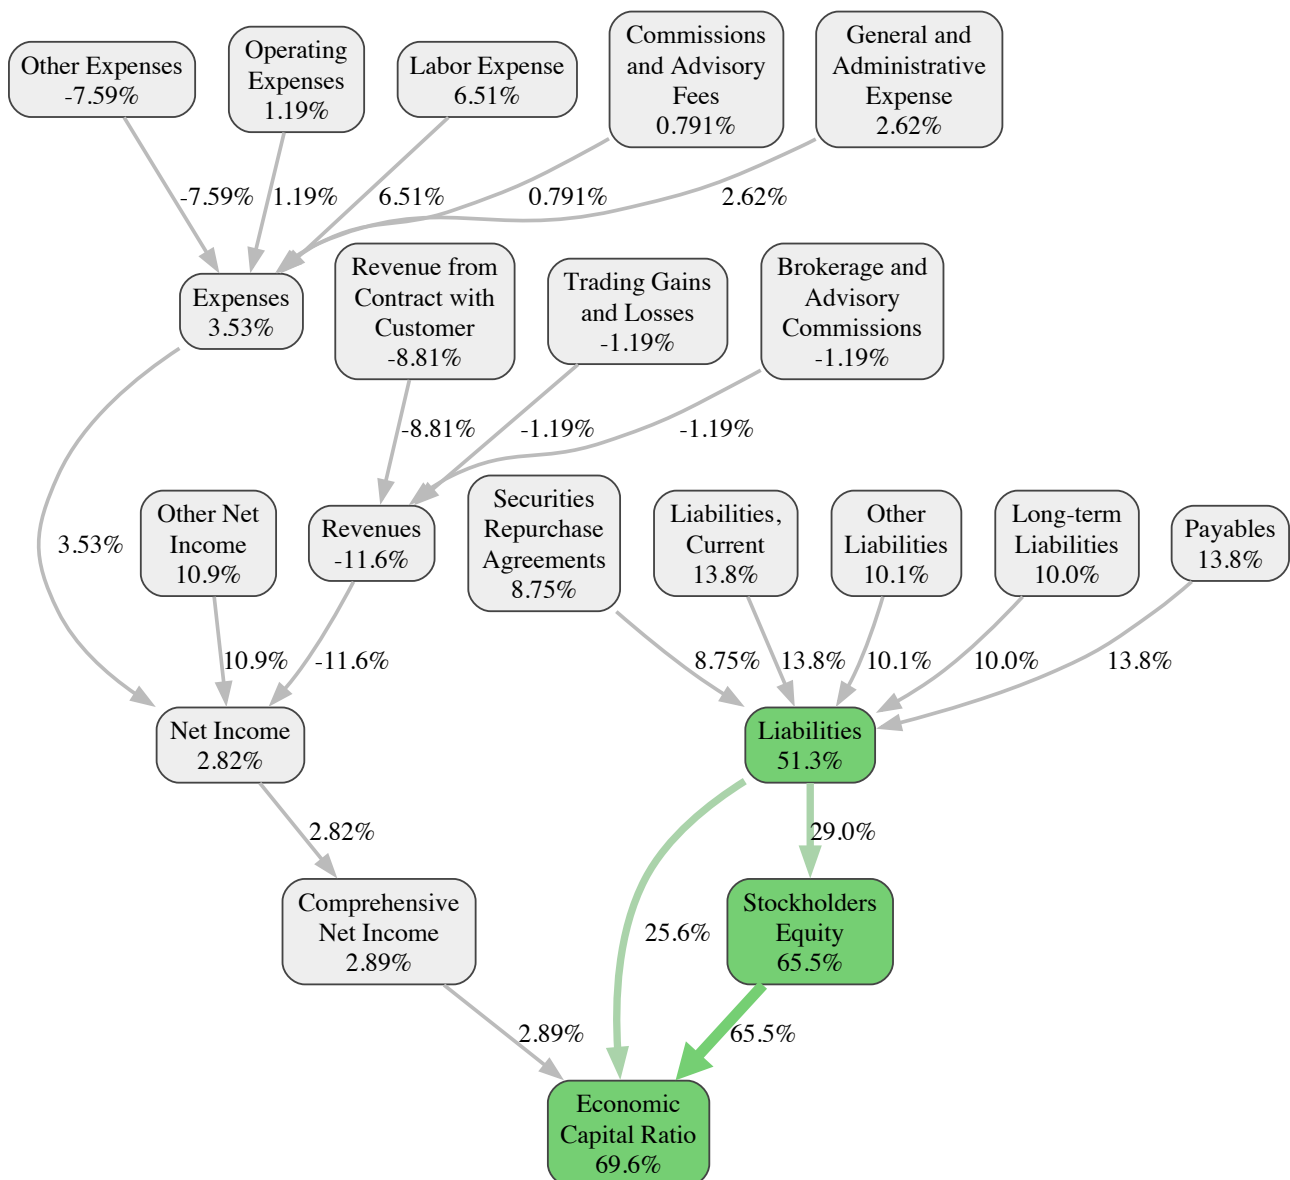 Other Expenses
-7.59%
Operating
Expenses
1.19%
Labor Expense
6.51%
Commissions
and Advisory
Fees
0.791%
General and
Administrative
Expense
2.62%
-7.59%
1.19%
6.51%
0.791%
2.62%
Expenses
3.53%
Revenue from
Contract with
Customer
-8.81%
Trading Gains
and Losses
-1.19%
Brokerage and
Advisory
Commissions
-1.19%
-8.81%
-1.19%
-1.19%
3.53%
Other Net
Income
10.9%
Revenues
-11.6%
Securities
Repurchase
Agreements
8.75%
Liabilities,
Current
13.8%
Other
Liabilities
10.1%
Long-term
Liabilities
10.0%
Payables
13.8%
10.9%
-11.6%
8.75%
13.8%
10.1%
10.0%
13.8%
Net Income
2.82%
Liabilities
51.3%
2.82%
29.0%
Comprehensive
Net Income
2.89%
25.6%
Stockholders
Equity
65.5%
2.89%
65.5%
Economic
Capital Ratio
69.6%